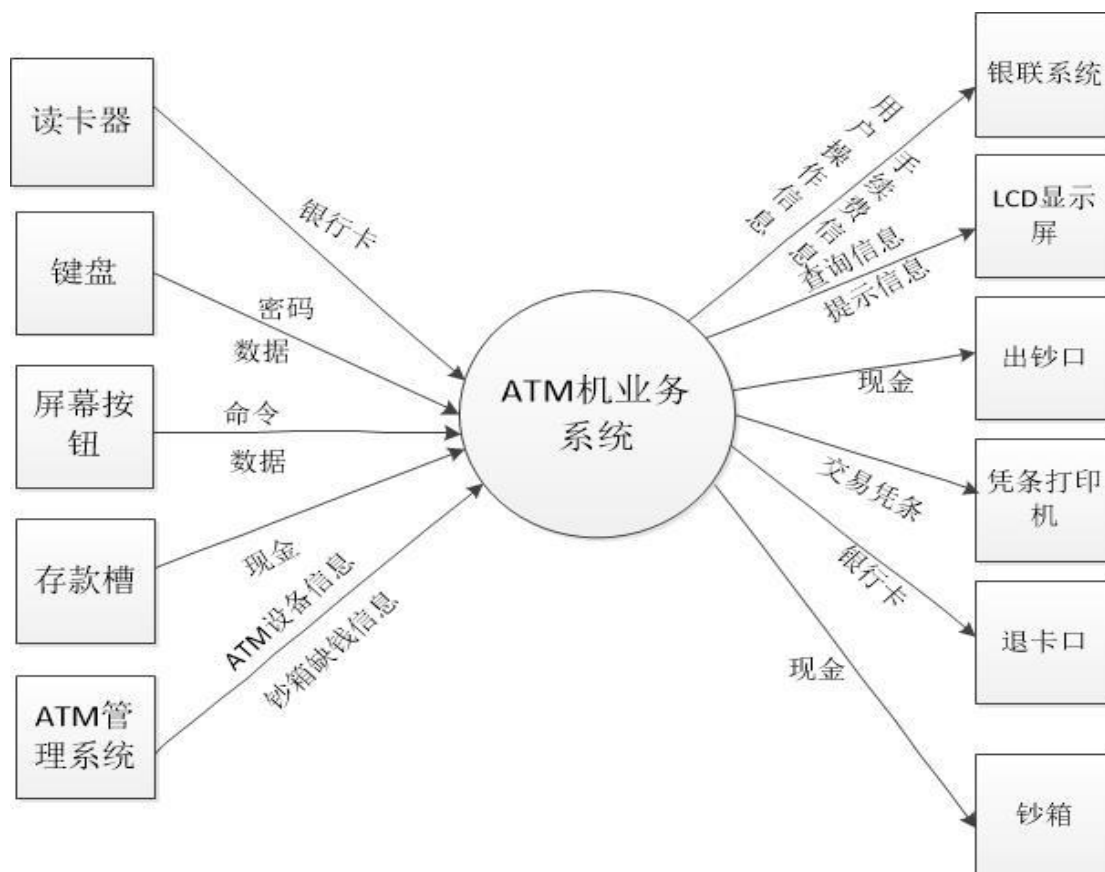 读卡器
键盘
屏幕按
钮
存款槽
ATM管
理系统
银行卡
密码
数据
命令
数据
现金
ATM设备信息
钞箱缺钱信息
ATM机业务
系统
用户操作信息
手续费信息
查询信息
提示信息
现金
交易凭条
银行卡
现金
银联系统
LCD显示
屏
出钞口
凭条打印
机
退卡口
钞箱